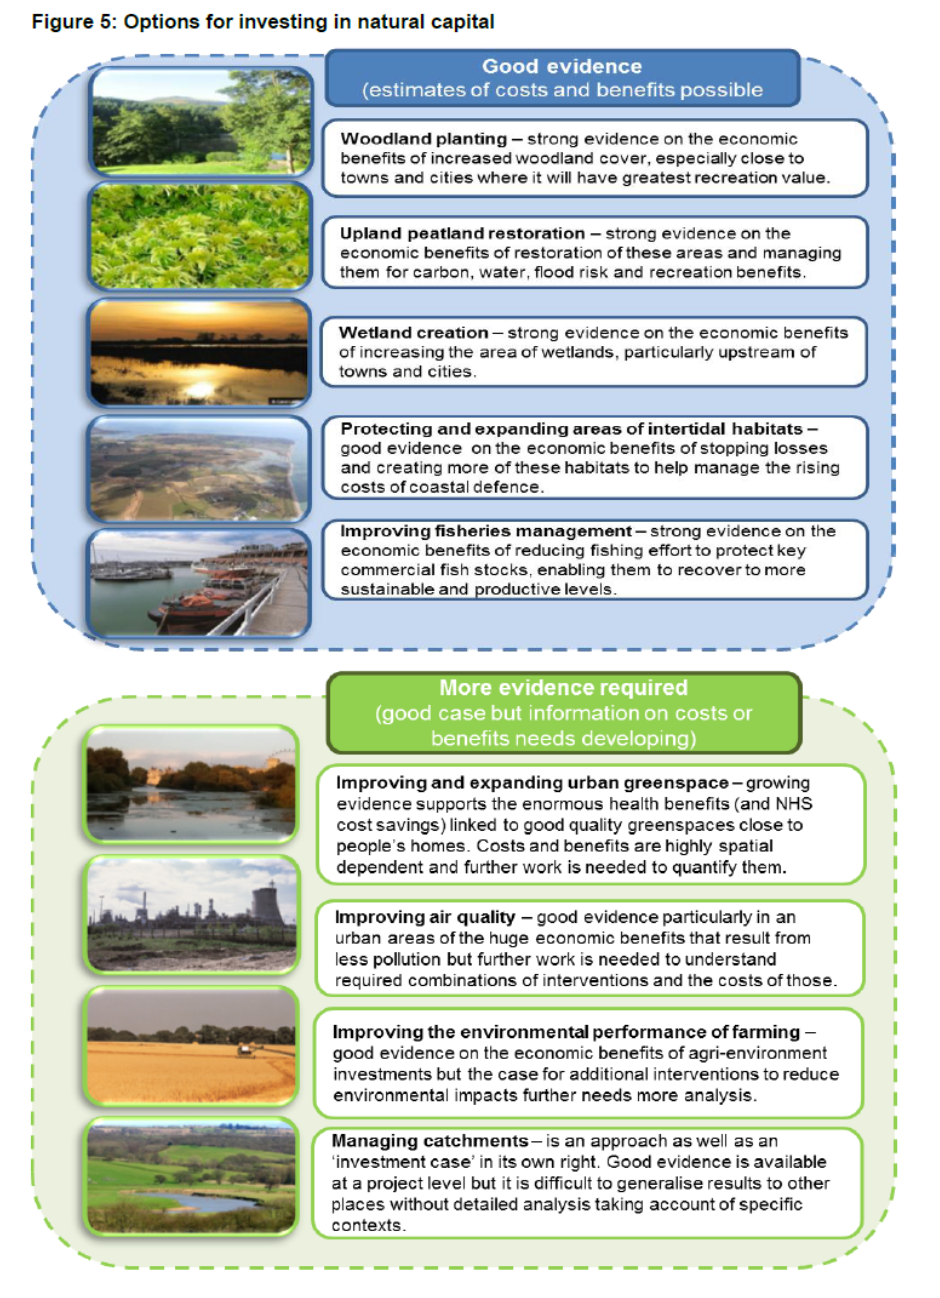 Figure 5: Options for investing in natural capital
Good evidence
(estimates of costs and benefits possible
Woodland planting – strong evidence on the economic
benefits of increased woodland cover, especially close to
towns and cities where it will have greatest recreation value.
Upland peatland restoration – strong evidence on the
economic benefits of restoration of these areas and managing
them for carbon, water, flood risk and recreation benefits.
Wetland creation – strong evidence on the economic benefits
of increasing the area of wetlands, particularly upstream of
towns and cities.
Protecting and expanding areas of intertidal habitats –
good evidence on the economic benefits of stopping losses
and creating more of these habitats to help manage the rising
costs of coastal defence.
Improving fisheries management – strong evidence on the
economic benefits of reducing fishing effort to protect key
commercial fish stocks, enabling them to recover to more
sustainable and productive levels.
More evidence required
(good case but information on costs or
benefits needs developing)
Improving and expanding urban greenspace – growing
evidence supports the enormous health benefits (and NHS
cost savings) linked to good quality greenspaces close to
people's homes. Costs and benefits are highly spatial
dependent and further work is needed to quantify them.
Improving air quality – good evidence particularly in an
urban areas of the huge economic benefits that result from
less pollution but further work is needed to understand
required combinations of interventions and the costs of those.
Improving the environmental performance of farming –
good evidence on the economic benefits of agri-environment
investments but the case for additional interventions to reduce
environmental impacts further needs more analysis.
Managing catchments – is an approach as well as an
'investment case' in its own right. Good evidence is available
at a project level but it is difficult to generalise results to other
places without detailed analysis taking account of specific
contexts.